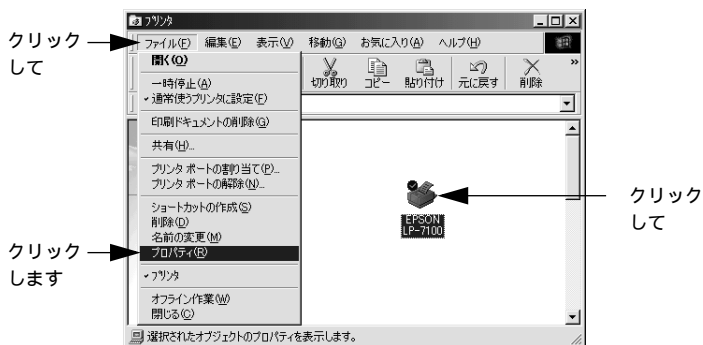 プリンタ
クリック
して
ファイル(F) 編集(E) 表示(V) 移動(G) お気に入り(A) ヘルプ(H)
切り取り コピー 貼り付け 元に戻す 削除
»
開く(O)
一時停止(A)
通常使うプリンタに設定(F)
印刷ドキュメントの削除(G)
共有(H)...
プリンタ ポートの割り当て(P)...
プリンタ ポートの解除(N)...
ショートカットの作成(S)
削除(D)
名前の変更(M)
プロパティ(R)
プリンタ
オフライン作業(W)
閉じる(C)
EPSON
LP-7100
クリック
して
クリック
します
選択されたオブジェクトのプロパティを表示します。